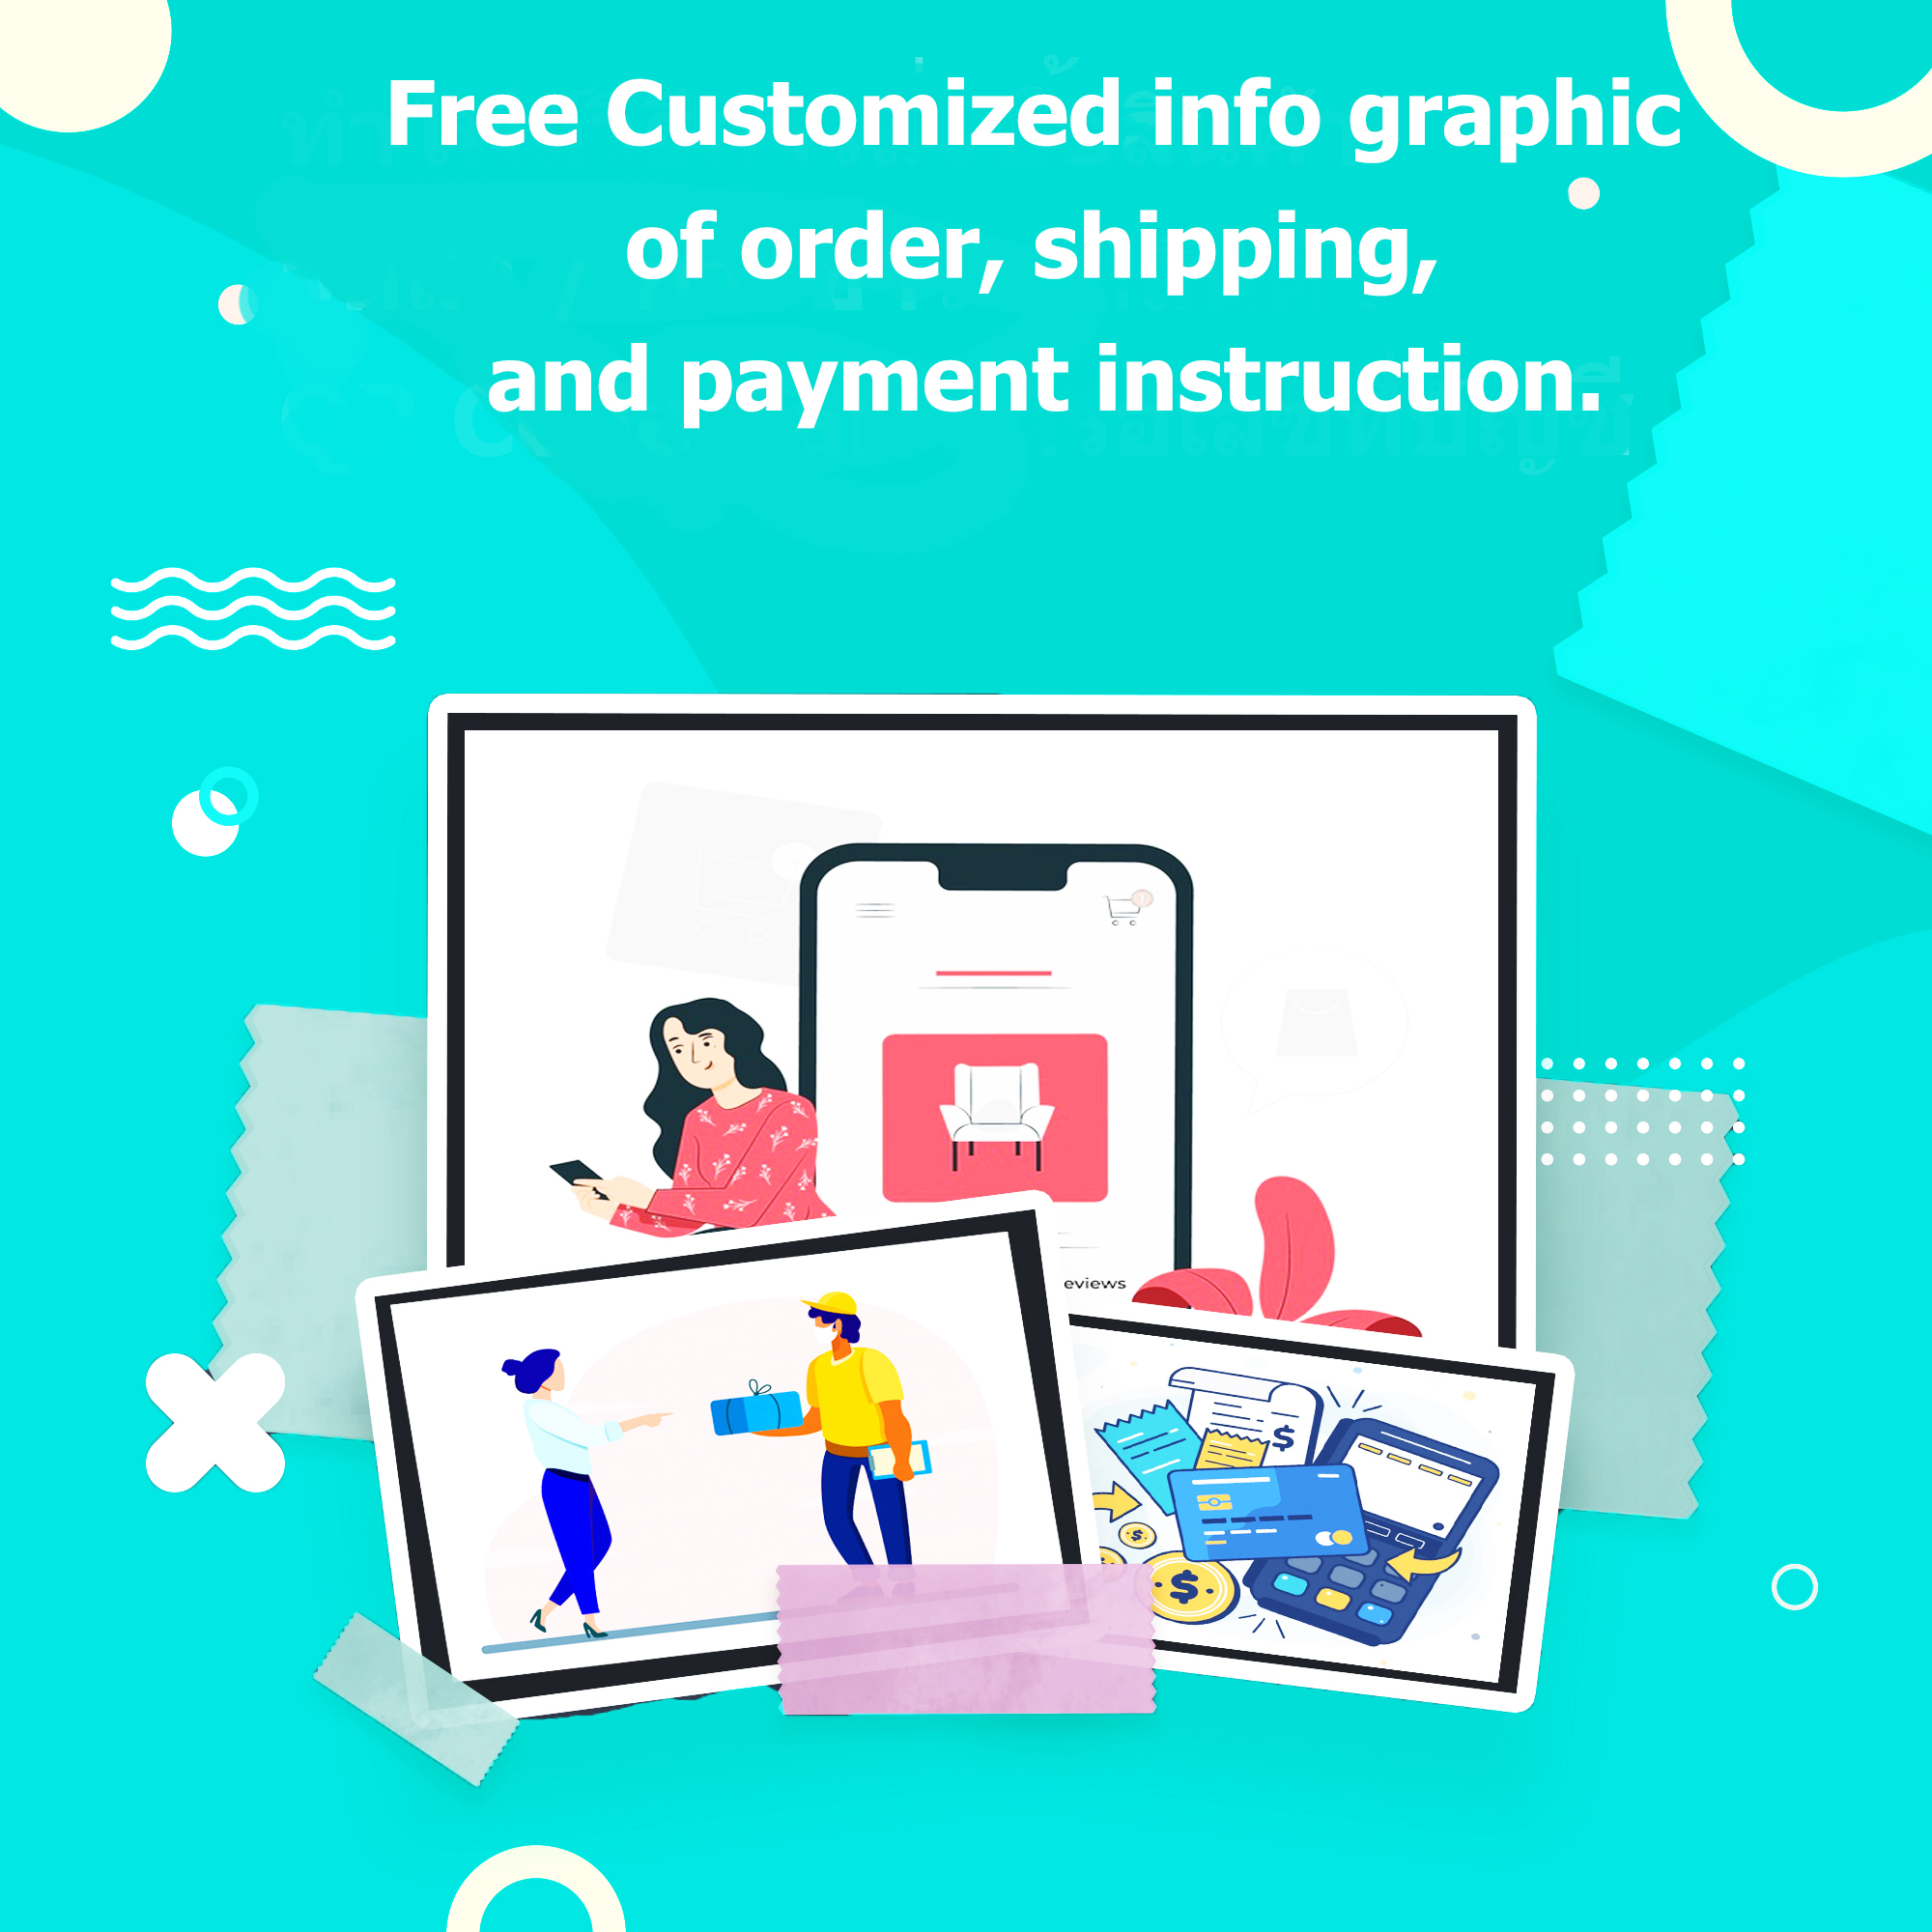 Free Customized info graphic
of order, shipping,
and payment instruction.
eviews